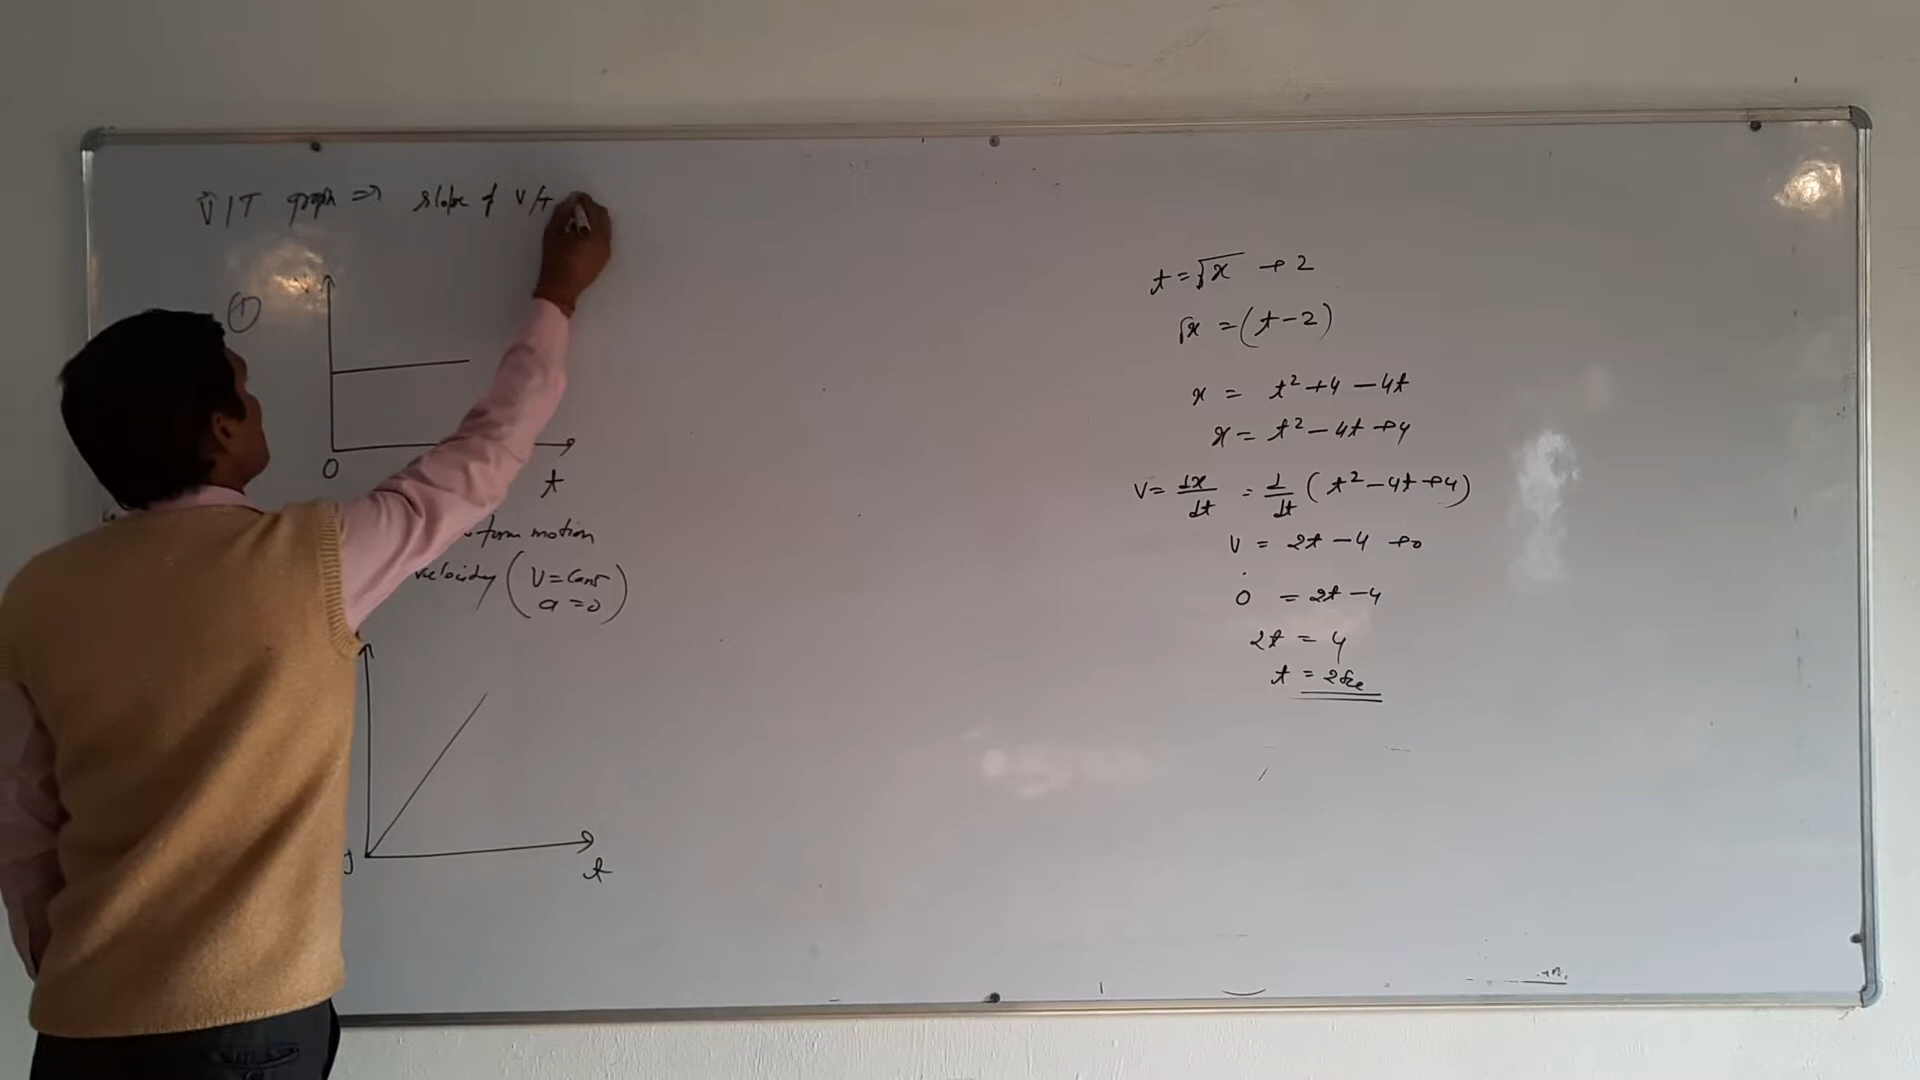 V/T graph ⇒ slope of V/T
①
V
O
t
form motion
velocity (V = Cons
a = 0)
t
t = √x + 2
√x = (t - 2)
x = t² + 4 - 4t
x = t² - 4t + 4
V = dx/dt = d/dt (t² - 4t + 4)
V = 2t - 4 + 0
0 = 2t - 4
2t = 4
t = 2 Sec